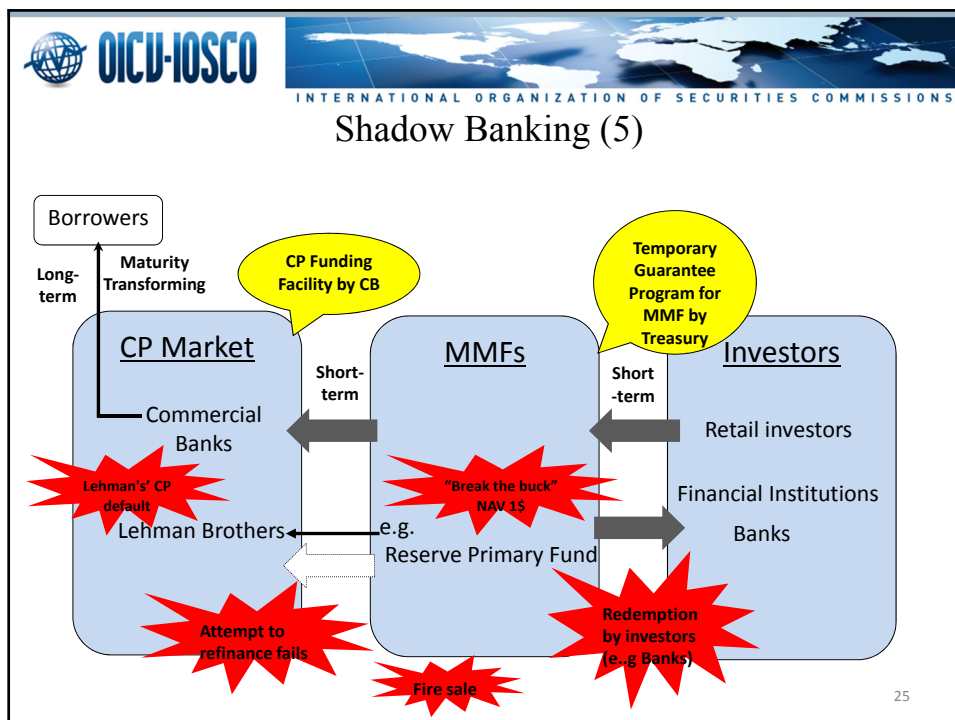 OICU-IOSCO
INTERNATIONAL ORGANIZATION OF SECURITIES COMMISSIONS
Shadow Banking (5)
Borrowers
Long-
term
Maturity
Transforming
CP Funding
Facility by CB
Temporary
Guarantee
Program for
MMF by
Treasury
CP Market
MMFs
Investors
Short-
term
Short
-term
Commercial
Banks
Retail investors
Lehman's' CP
default
"Break the buck"
NAV 1$
Financial Institutions
Banks
Lehman Brothers
e.g.
Reserve Primary Fund
Attempt to
refinance fails
Redemption
by investors
(e..g Banks)
Fire sale
25